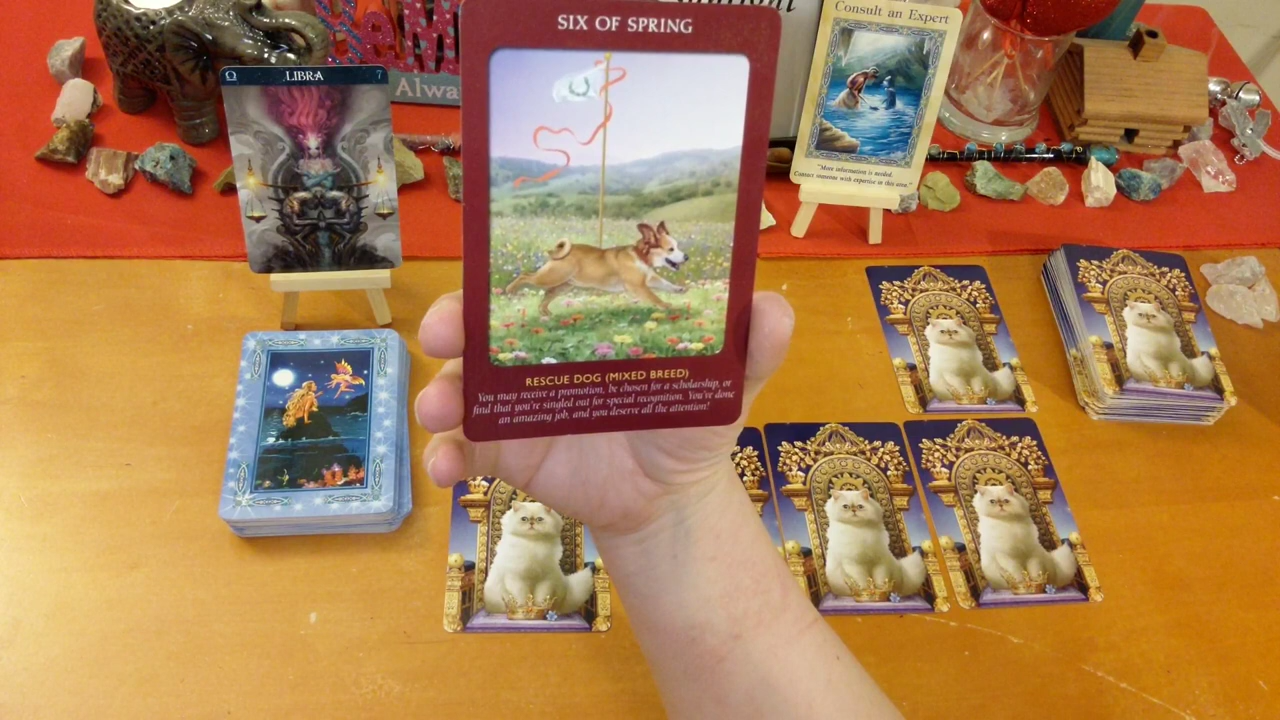 Alwa
LIBRA
7
SIX OF SPRING
RESCUE DOG (MIXED BREED)
You may receive a promotion, be chosen for a scholarship, or
find that you're singled out for special recognition. You've done
an amazing job, and you deserve all the attention!
Consult an Expert
"More information is needed.
Contact someone with expertise in this area."